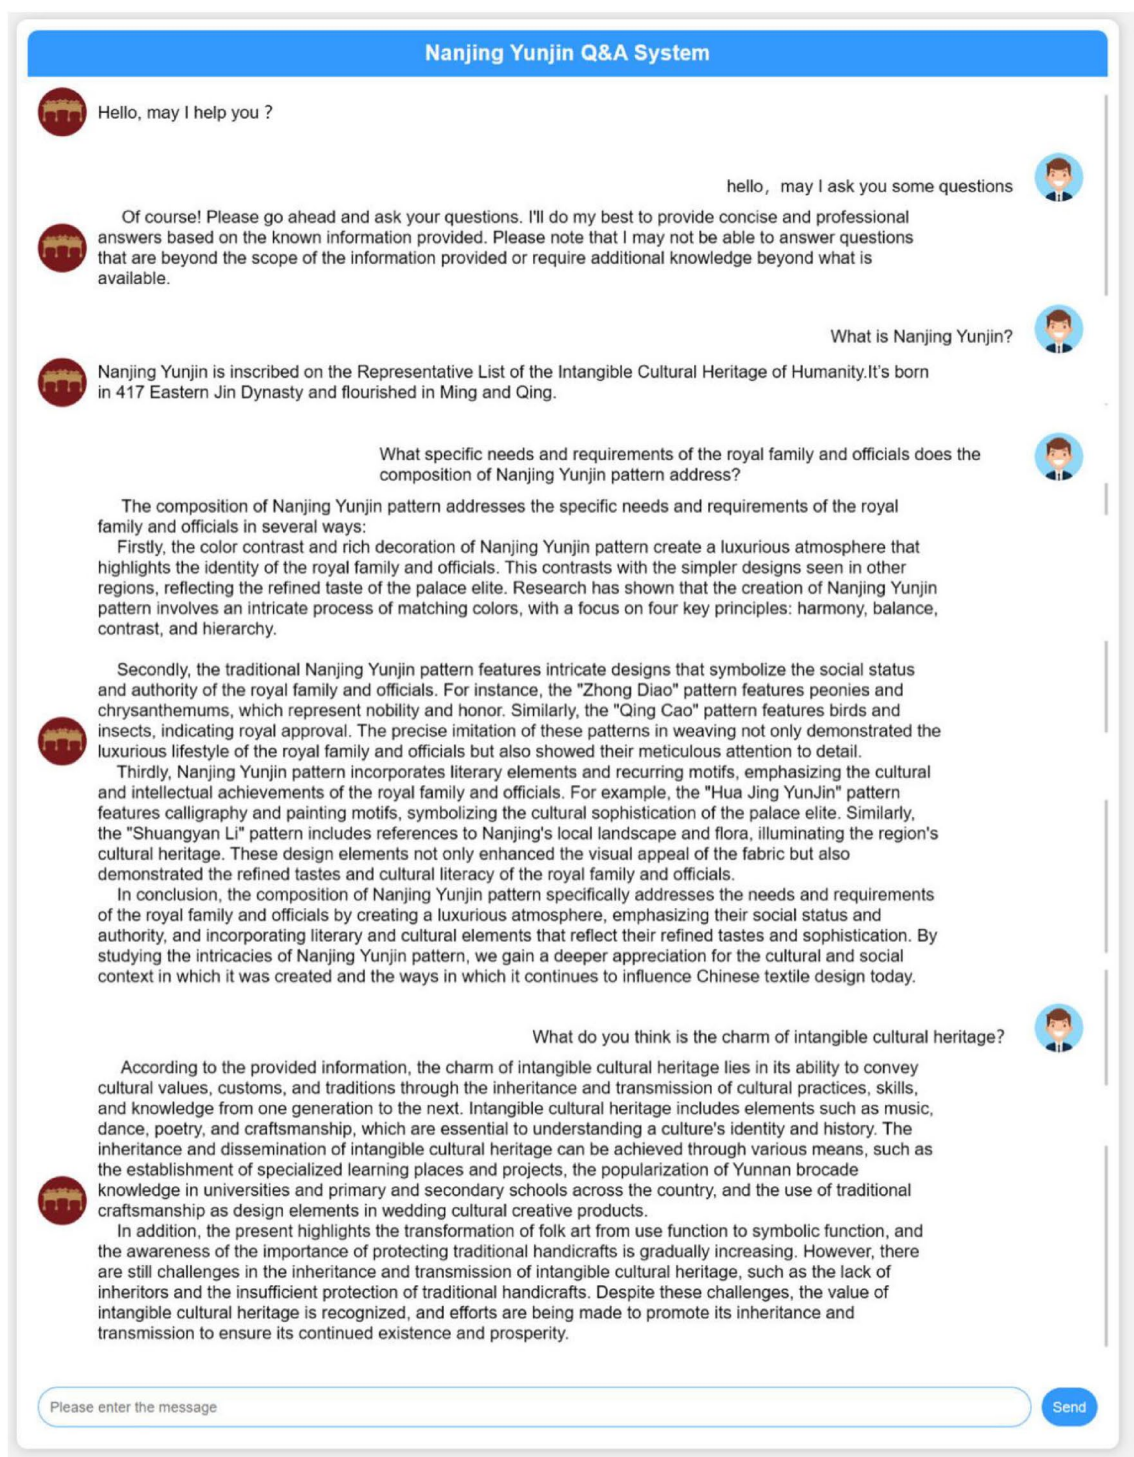 Nanjing Yunjin Q&A System
Hello, may I help you ?
hello， may I ask you some questions
Of course! Please go ahead and ask your questions. I'll do my best to provide concise and professional
answers based on the known information provided. Please note that I may not be able to answer questions
that are beyond the scope of the information provided or require additional knowledge beyond what is
available.
What is Nanjing Yunjin?
Nanjing Yunjin is inscribed on the Representative List of the Intangible Cultural Heritage of Humanity.It's born
in 417 Eastern Jin Dynasty and flourished in Ming and Qing.
What specific needs and requirements of the royal family and officials does the
composition of Nanjing Yunjin pattern address?
The composition of Nanjing Yunjin pattern addresses the specific needs and requirements of the royal
family and officials in several ways:
Firstly, the color contrast and rich decoration of Nanjing Yunjin pattern create a luxurious atmosphere that
highlights the identity of the royal family and officials. This contrasts with the simpler designs seen in other
regions, reflecting the refined taste of the palace elite. Research has shown that the creation of Nanjing Yunjin
pattern involves an intricate process of matching colors, with a focus on four key principles: harmony, balance,
contrast, and hierarchy.
Secondly, the traditional Nanjing Yunjin pattern features intricate designs that symbolize the social status
and authority of the royal family and officials. For instance, the "Zhong Diao" pattern features peonies and
chrysanthemums, which represent nobility and honor. Similarly, the "Qing Cao" pattern features birds and
insects, indicating royal approval. The precise imitation of these patterns in weaving not only demonstrated the
luxurious lifestyle of the royal family and officials but also showed their meticulous attention to detail.
Thirdly, Nanjing Yunjin pattern incorporates literary elements and recurring motifs, emphasizing the cultural
and intellectual achievements of the royal family and officials. For example, the "Hua Jing YunJin" pattern
features calligraphy and painting motifs, symbolizing the cultural sophistication of the palace elite. Similarly,
the "Shuangyan Li" pattern includes references to Nanjing's local landscape and flora, illuminating the region's
cultural heritage. These design elements not only enhanced the visual appeal of the fabric but also
demonstrated the refined tastes and cultural literacy of the royal family and officials.
In conclusion, the composition of Nanjing Yunjin pattern specifically addresses the needs and requirements
of the royal family and officials by creating a luxurious atmosphere, emphasizing their social status and
authority, and incorporating literary and cultural elements that reflect their refined tastes and sophistication. By
studying the intricacies of Nanjing Yunjin pattern, we gain a deeper appreciation for the cultural and social
context in which it was created and the ways in which it continues to influence Chinese textile design today.
What do you think is the charm of intangible cultural heritage?
According to the provided information, the charm of intangible cultural heritage lies in its ability to convey
cultural values, customs, and traditions through the inheritance and transmission of cultural practices, skills,
and knowledge from one generation to the next. Intangible cultural heritage includes elements such as music,
dance, poetry, and craftsmanship, which are essential to understanding a culture's identity and history. The
inheritance and dissemination of intangible cultural heritage can be achieved through various means, such as
the establishment of specialized learning places and projects, the popularization of Yunnan brocade
knowledge in universities and primary and secondary schools across the country, and the use of traditional
craftsmanship as design elements in wedding cultural creative products.
In addition, the present highlights the transformation of folk art from use function to symbolic function, and
the awareness of the importance of protecting traditional handicrafts is gradually increasing. However, there
are still challenges in the inheritance and transmission of intangible cultural heritage, such as the lack of
inheritors and the insufficient protection of traditional handicrafts. Despite these challenges, the value of
intangible cultural heritage is recognized, and efforts are being made to promote its inheritance and
transmission to ensure its continued existence and prosperity.
Please enter the message
Send